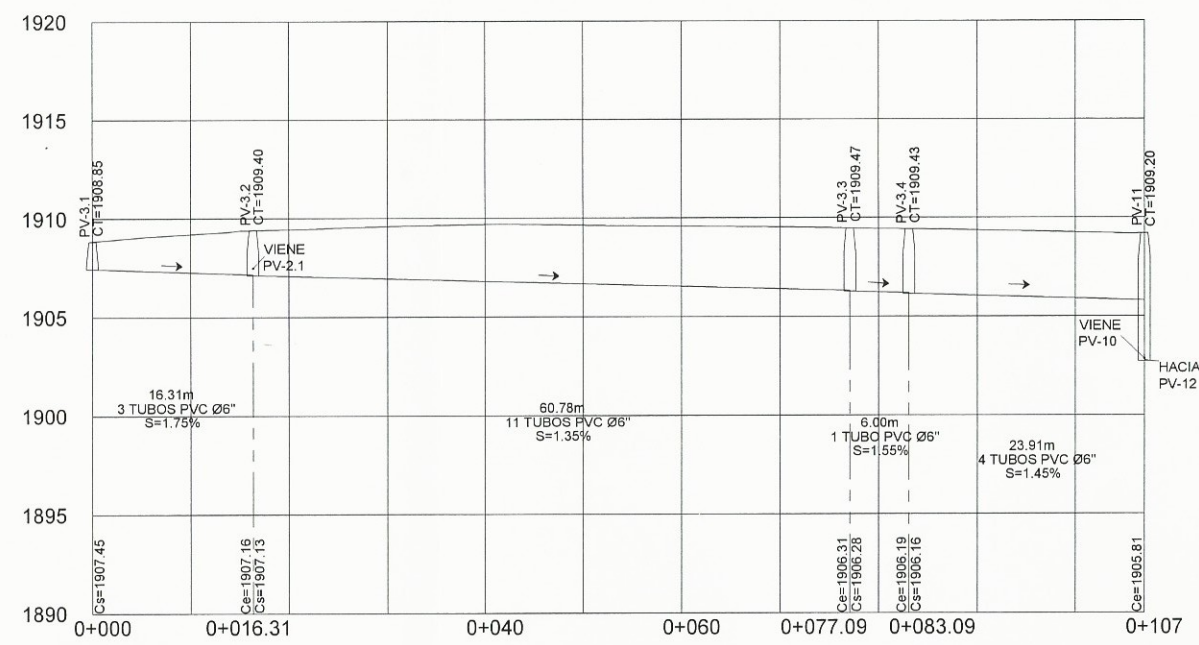 1920
1915
1910
1905
1900
1895
1890
PV-3.1
CT=1908.85
PV-3.2
CT=1909.40
PV-3.3
CT=1909.47
PV-3.4
CT=1909.43
PV-11
CT=1909.20
VIENE
PV-2.1
VIENE
PV-10
HACIA
PV-12
16.31m
3 TUBOS PVC Ø6"
S=1.75%
60.78m
11 TUBOS PVC Ø6"
S=1.35%
6.00m
1 TUBO PVC Ø6"
S=1.55%
23.91m
4 TUBOS PVC Ø6"
S=1.45%
Cs=1907.45
Ce=1907.16
Cs=1907.13
Ce=1906.31
Cs=1906.28
Ce=1906.19
Cs=1906.16
Ce=1905.81
0+000
0+016.31
0+040
0+060
0+077.09
0+083.09
0+107